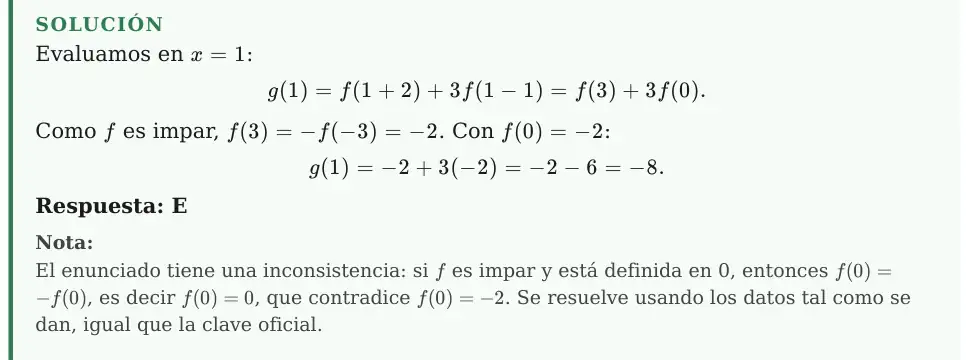 SOLUCIÓN
Evaluamos en x = 1:
g(1) = f(1 + 2) + 3f(1 − 1) = f(3) + 3f(0).
Como f es impar, f(3) = −f(−3) = −2. Con f(0) = −2:
g(1) = −2 + 3(−2) = −2 − 6 = −8.
Respuesta: E
Nota:
El enunciado tiene una inconsistencia: si f es impar y está definida en 0, entonces f(0) =
−f(0), es decir f(0) = 0, que contradice f(0) = −2. Se resuelve usando los datos tal como se
dan, igual que la clave oficial.